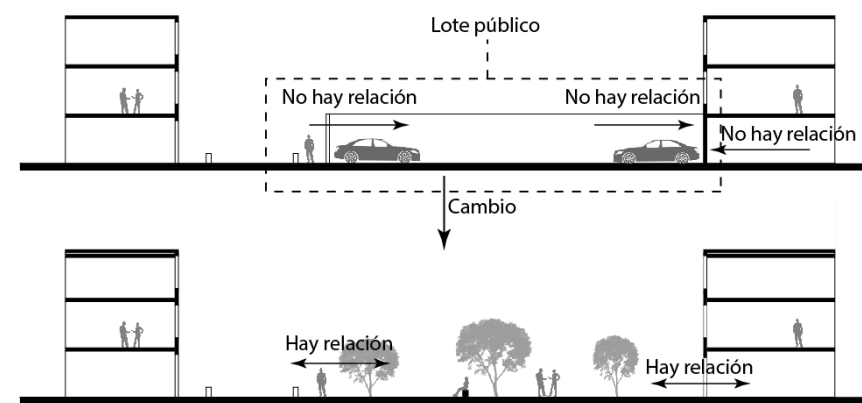 Lote público
No hay relación
No hay relación
No hay relación
Cambio
Hay relación
Hay relación